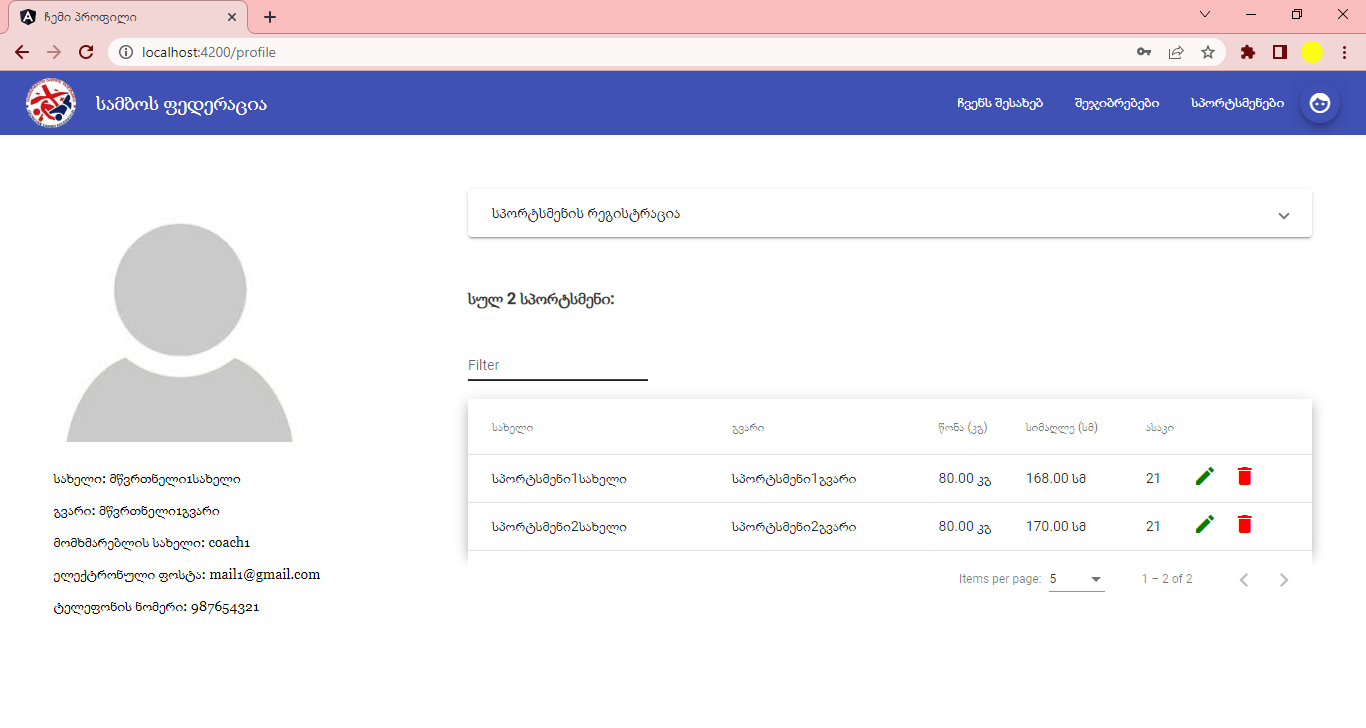 ჩემი პროფილი
localhost:4200/profile
სამბოს ფედერაცია
ჩვენს შესახებ შეჯიბრებები სპორტსმენები
სპორტსმენის რეგისტრაცია
სულ 2 სპორტსმენი:
Filter
სახელი გვარი წონა (კგ) სიმაღლე (სმ) ასაკი
სპორტსმენი1სახელი სპორტსმენი1გვარი 80.00 კგ 168.00 სმ 21
სპორტსმენი2სახელი სპორტსმენი2გვარი 80.00 კგ 170.00 სმ 21
Items per page: 5 1 – 2 of 2
სახელი: მწვრთნელი1სახელი
გვარი: მწვრთნელი1გვარი
მომხმარებლის სახელი: coach1
ელექტრონული ფოსტა: mail1@gmail.com
ტელეფონის ნომერი: 987654321